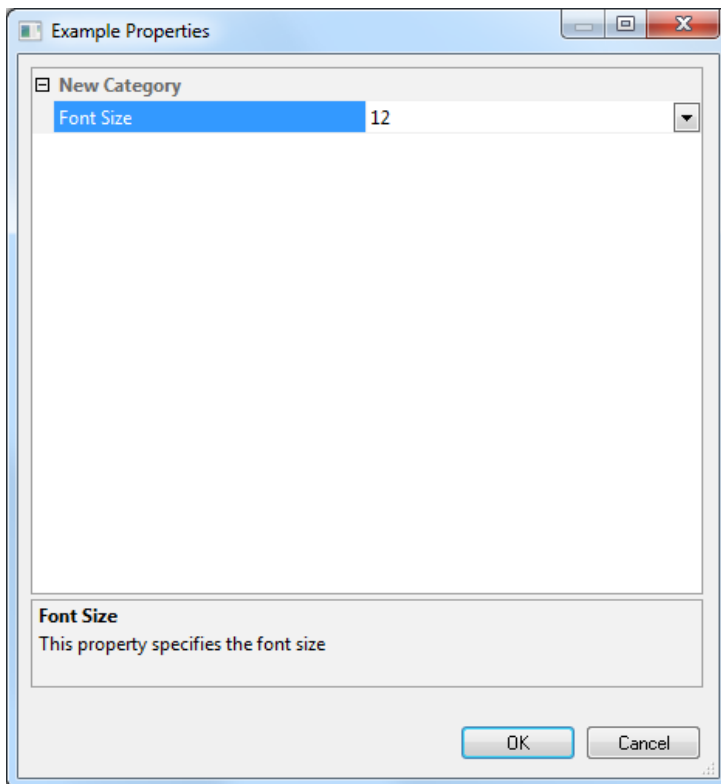 Example Properties
New Category
Font Size 12
Font Size
This property specifies the font size
OK Cancel